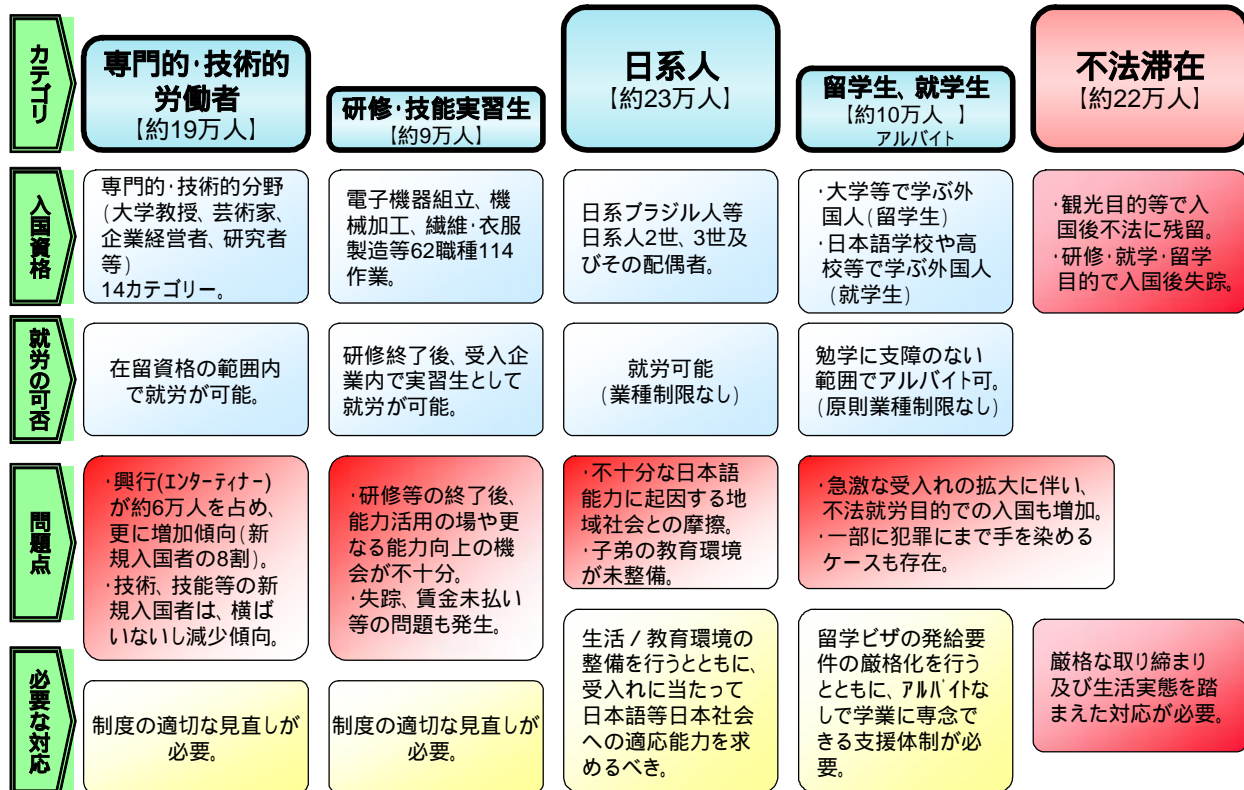 カテゴリ
専門的･技術的
労働者
【約19万人】
研修･技能実習生
【約9万人】
日系人
【約23万人】
留学生、就学生
【約10万人 】
アルバイト
不法滞在
【約22万人】
入国資格
専門的･技術的分野
(大学教授、芸術家、
企業経営者、研究者
等)
14カテゴリー。
電子機器組立、機
械加工、繊維･衣服
製造等62職種114
作業。
日系ブラジル人等
日系人2世、3世及
びその配偶者。
･大学等で学ぶ外
国人(留学生)
･日本語学校や高
校等で学ぶ外国人
(就学生)
･観光目的等で入
国後不法に残留。
･研修･就学･留学
目的で入国後失踪。
就労の可否
在留資格の範囲内
で就労が可能。
研修終了後、受入企
業内で実習生として
就労が可能。
就労可能
(業種制限なし)
勉学に支障のない
範囲でアルバイト可。
(原則業種制限なし)
問題点
･興行(ｴﾝﾀｰﾃｨﾅｰ)
が約6万人を占め、
更に増加傾向(新
規入国者の8割)。
･技術、技能等の新
規入国者は、横ば
いないし減少傾向。
･研修等の終了後、
能力活用の場や更
なる能力向上の機
会が不十分。
･失踪、賃金未払い
等の問題も発生。
･不十分な日本語
能力に起因する地
域社会との摩擦。
･子弟の教育環境
が未整備。
･急激な受入れの拡大に伴い、
不法就労目的での入国も増加。
･一部に犯罪にまで手を染める
ケースも存在。
必要な対応
制度の適切な見直しが
必要。
制度の適切な見直しが
必要。
生活/教育環境の
整備を行うとともに、
受入れに当たって
日本語等日本社会
への適応能力を求
めるべき。
留学ビザの発給要
件の厳格化を行う
とともに、ｱﾙﾊﾞｲﾄな
しで学業に専念で
きる支援体制が必
要。
厳格な取り締まり
及び生活実態を踏
まえた対応が必要。